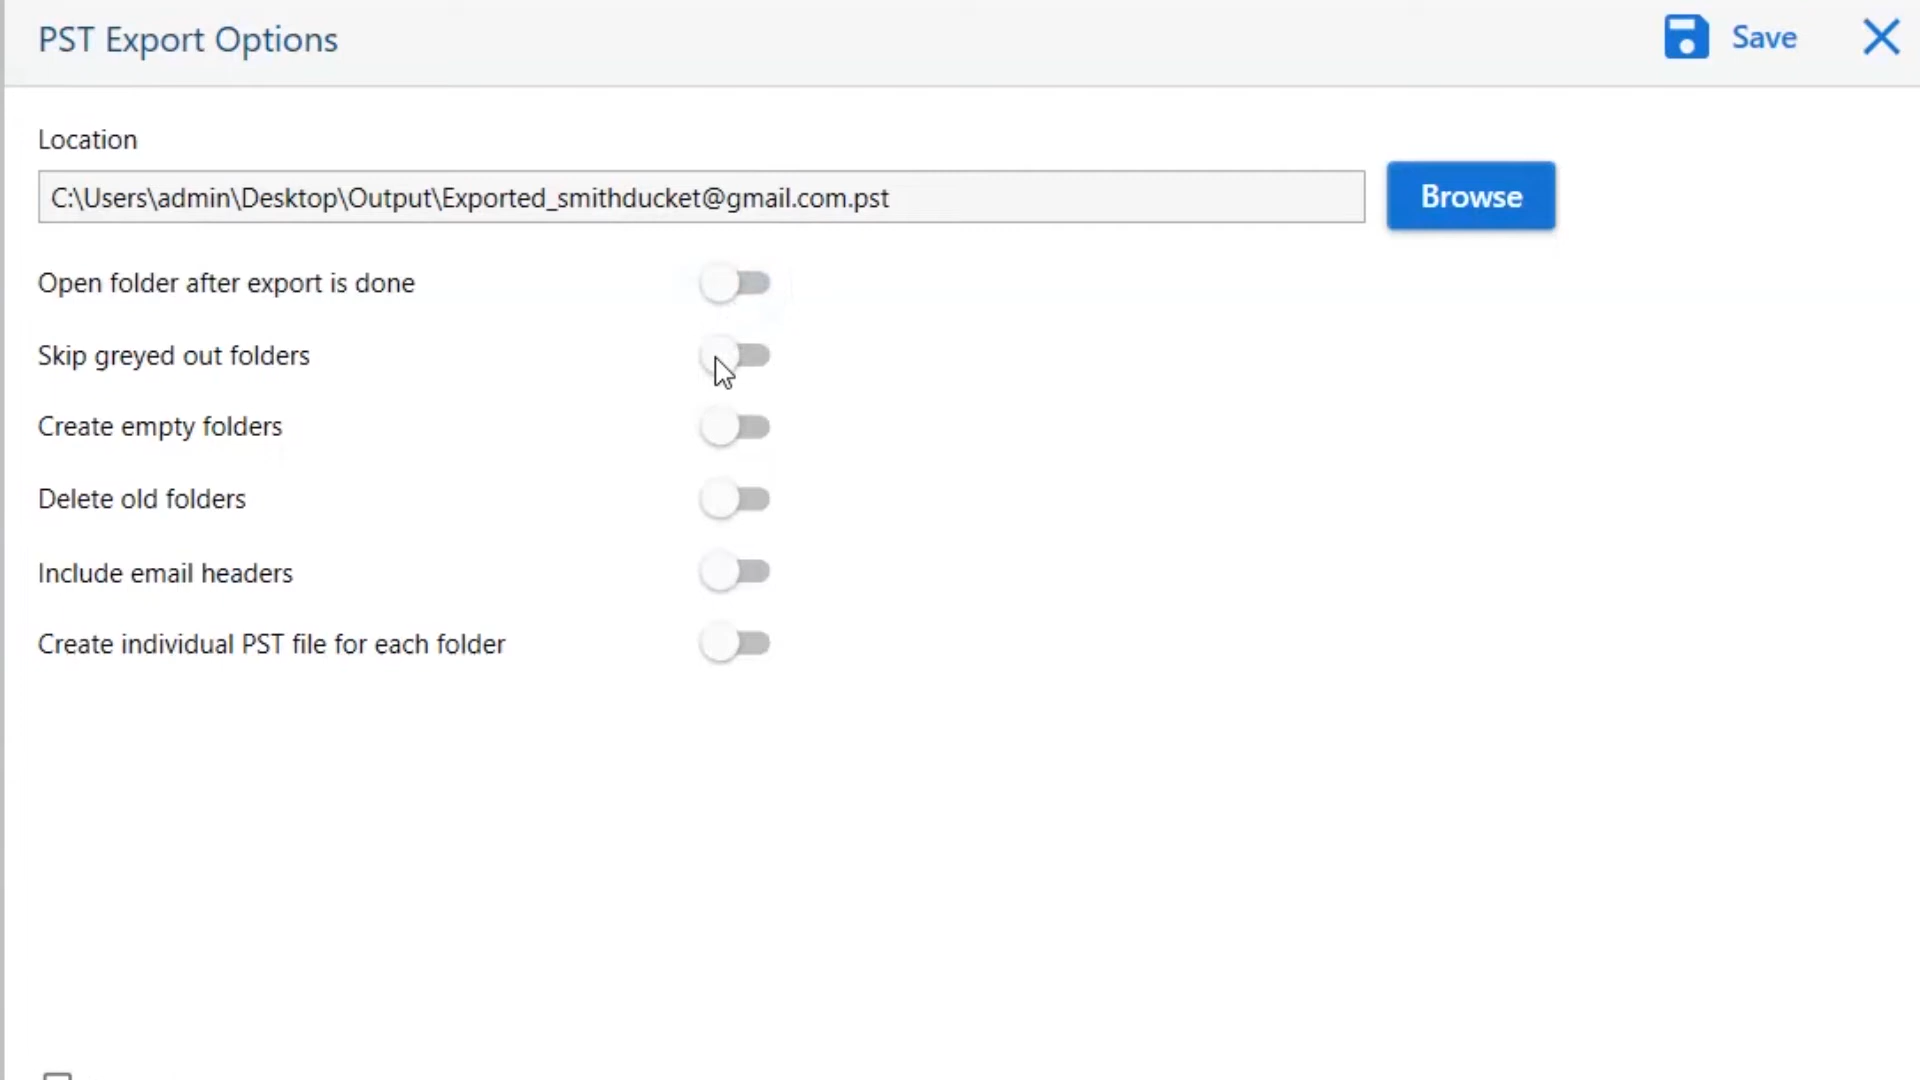 PST Export Options
Save
Location
C:\Users\admin\Desktop\Output\Exported_smithducket@gmail.com.pst
Browse
Open folder after export is done
Skip greyed out folders
Create empty folders
Delete old folders
Include email headers
Create individual PST file for each folder